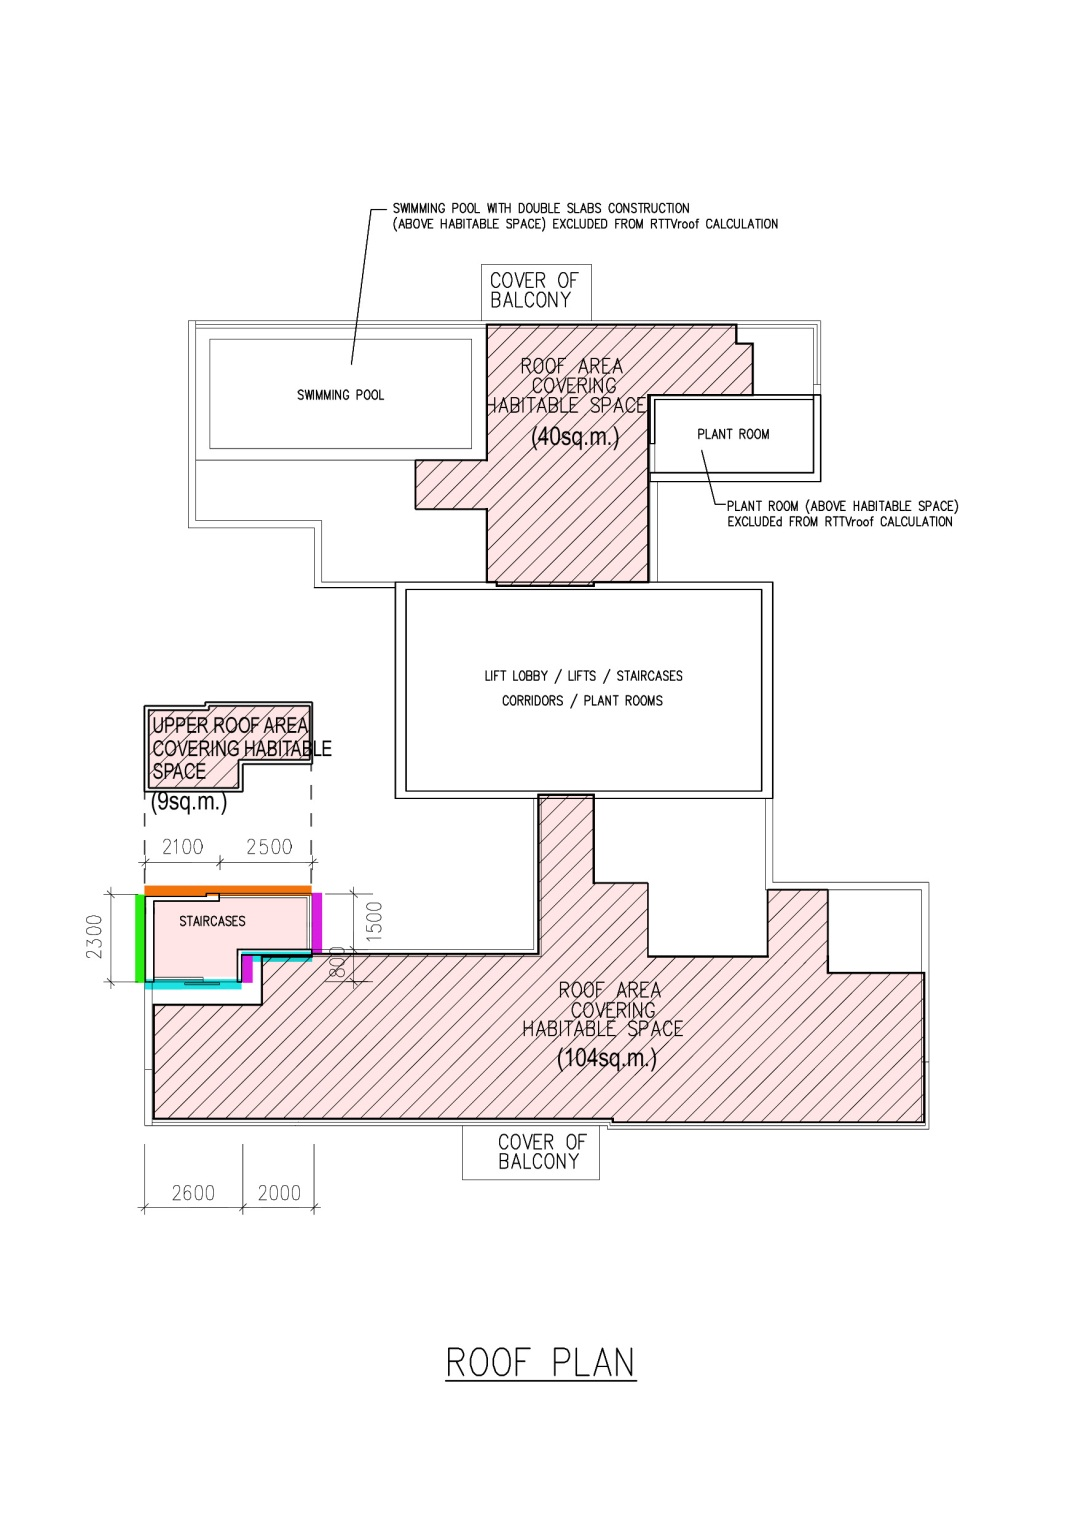 SWIMMING POOL WITH DOUBLE SLABS CONSTRUCTION
(ABOVE HABITABLE SPACE) EXCLUDED FROM RTTVroof CALCULATION
COVER OF
BALCONY
ROOF AREA
COVERING
HABITABLE SPACE
(40sq.m.)
SWIMMING POOL
PLANT ROOM
PLANT ROOM (ABOVE HABITABLE SPACE)
EXCLUDEd FROM RTTVroof CALCULATION
LIFT LOBBY / LIFTS / STAIRCASES
CORRIDORS / PLANT ROOMS
UPPER ROOF AREA
COVERING HABITABLE
SPACE
(9sq.m.)
2100
2500
2300
STAIRCASES
1500
800
ROOF AREA
COVERING
HABITABLE SPACE
(104sq.m.)
COVER OF
BALCONY
2600
2000
ROOF PLAN